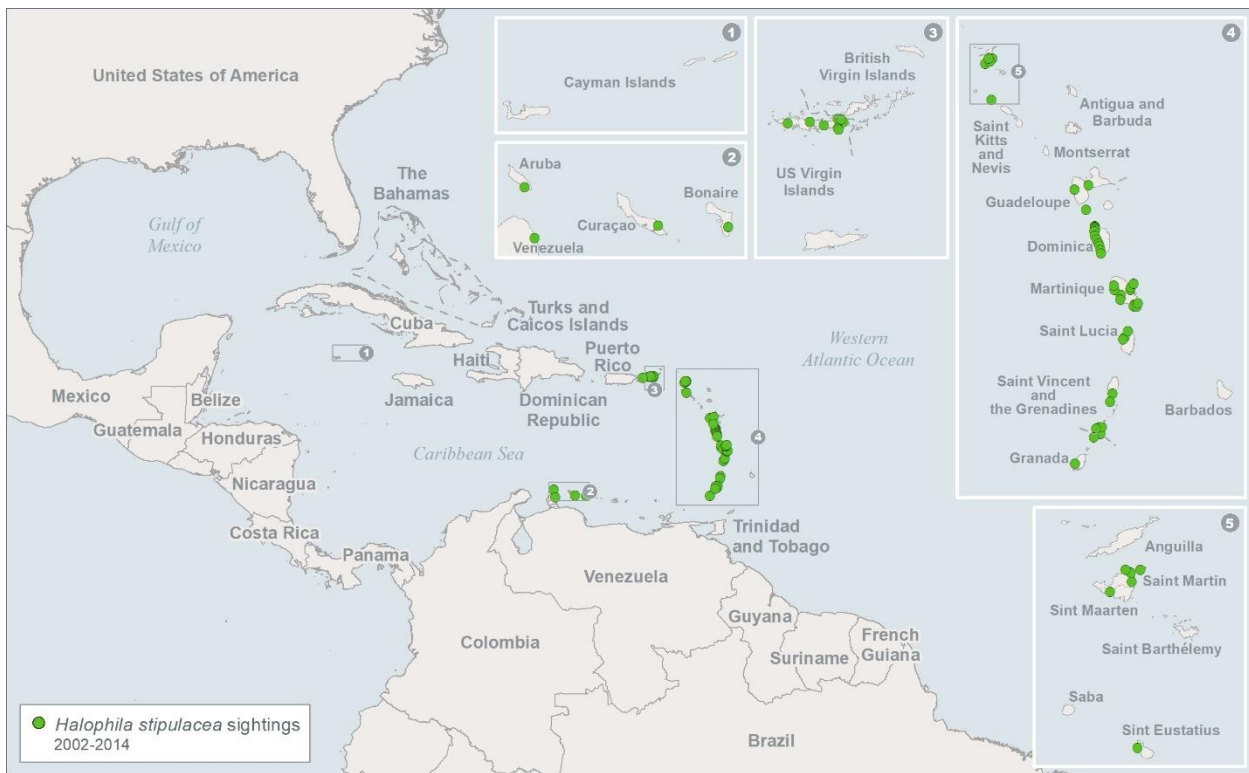 United States of America
The
Bahamas
Gulf of
Mexico
Turks and
Caicos Islands
Cuba
Haiti
Puerto
Rico
Mexico
Belize
Jamaica
Dominican
Republic
Guatemala
Honduras
Caribbean Sea
Nicaragua
Costa Rica
Panama
Trinidad
and Tobago
Venezuela
Guyana
Colombia
Suriname
French
Guiana
Brazil
Western
Atlantic Ocean
1
2
3
4
1
Cayman Islands
2
Aruba
Bonaire
Curaçao
Venezuela
3
British
Virgin Islands
US Virgin
Islands
4
5
Antigua and
Barbuda
Saint
Kitts
and
Nevis
Montserrat
Guadeloupe
Dominica
Martinique
Saint Lucia
Saint Vincent
and
the Grenadines
Barbados
Granada
5
Anguilla
Saint Martin
Sint Maarten
Saint Barthélemy
Saba
Sint Eustatius
Halophila stipulacea sightings
2002-2014